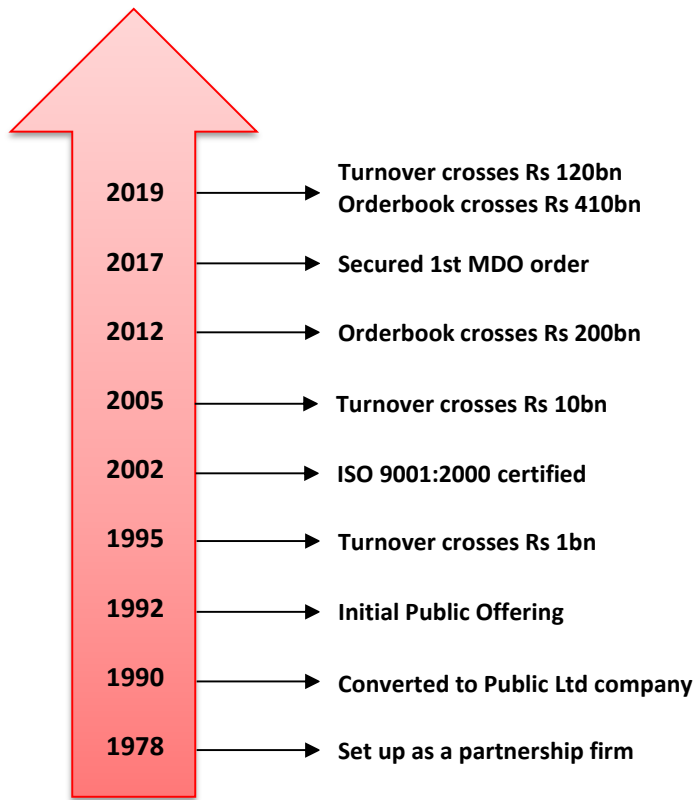 2019
Turnover crosses Rs 120bn
Orderbook crosses Rs 410bn
2017
Secured 1st MDO order
2012
Orderbook crosses Rs 200bn
2005
Turnover crosses Rs 10bn
2002
ISO 9001:2000 certified
1995
Turnover crosses Rs 1bn
1992
Initial Public Offering
1990
Converted to Public Ltd company
1978
Set up as a partnership firm